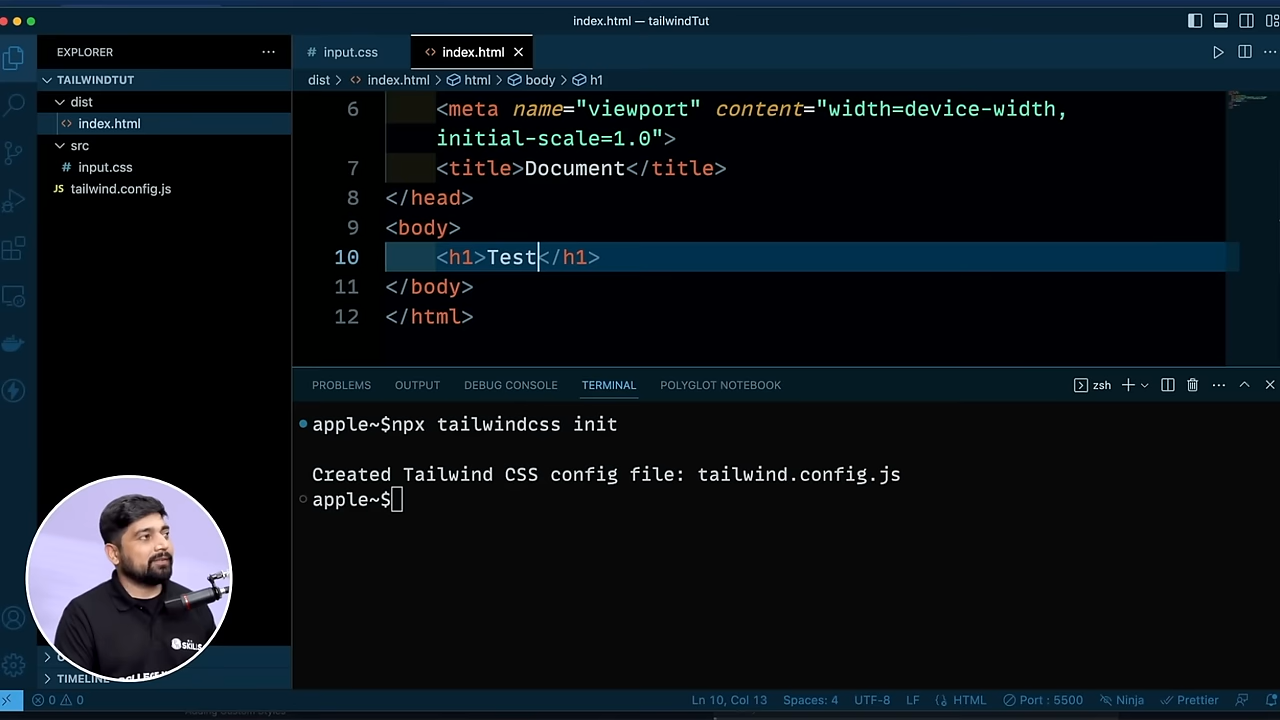 index.html — tailwindTut
EXPLORER
TAILWINDTUT
dist
index.html
src
# input.css
JS tailwind.config.js
TIMELINE
# input.css
<> index.html
dist > <> index.html > html > body > h1
6 <meta name="viewport" content="width=device-width,
initial-scale=1.0">
7 <title>Document</title>
8 </head>
9 <body>
10 <h1>Test</h1>
11 </body>
12 </html>
PROBLEMS OUTPUT DEBUG CONSOLE TERMINAL POLYGLOT NOTEBOOK
zsh
apple~$npx tailwindcss init
Created Tailwind CSS config file: tailwind.config.js
apple~$
SKILLS
0 0
Ln 10, Col 13 Spaces: 4 UTF-8 LF {} HTML Port : 5500 Ninja Prettier